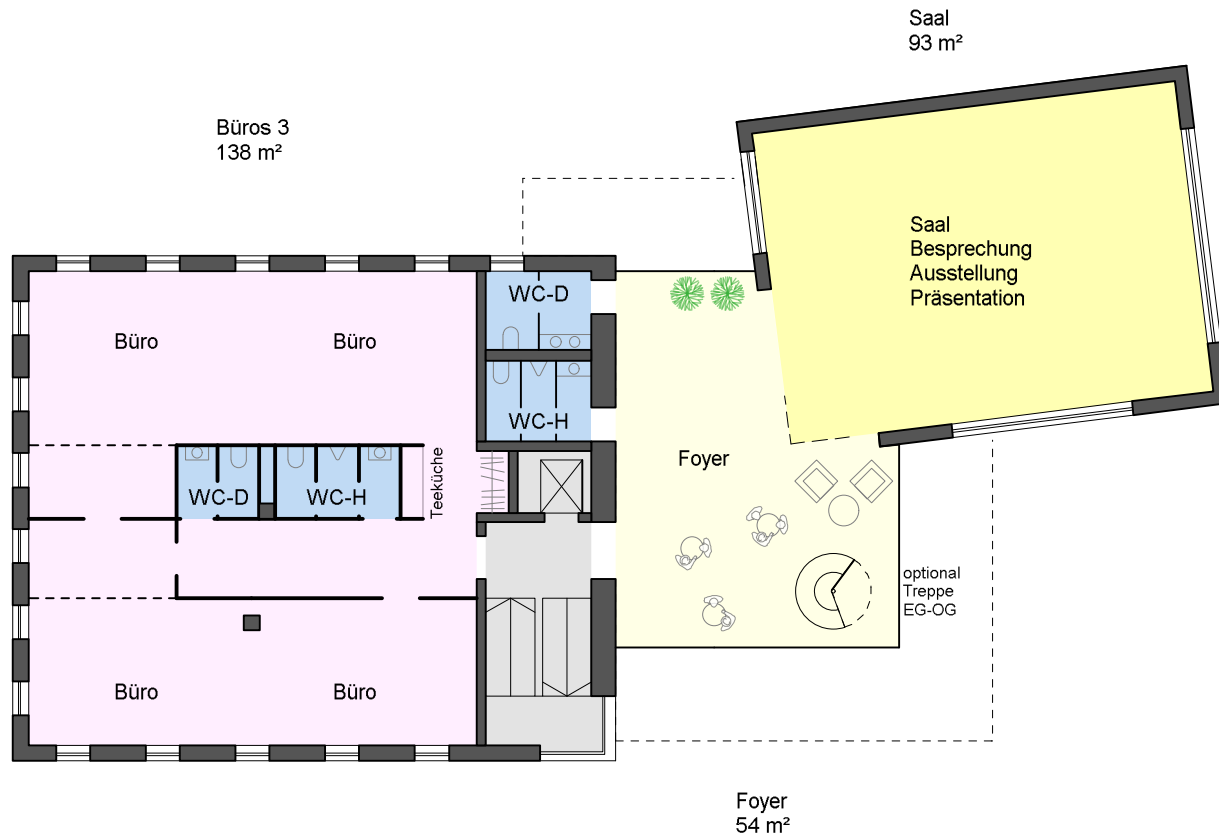 Saal
93 m²
Büros 3
138 m²
Saal
Besprechung
Ausstellung
Präsentation
WC-D
Büro
Büro
WC-H
Foyer
Teeküche
WC-D
WC-H
optional
Treppe
EG-OG
Büro
Büro
Foyer
54 m²